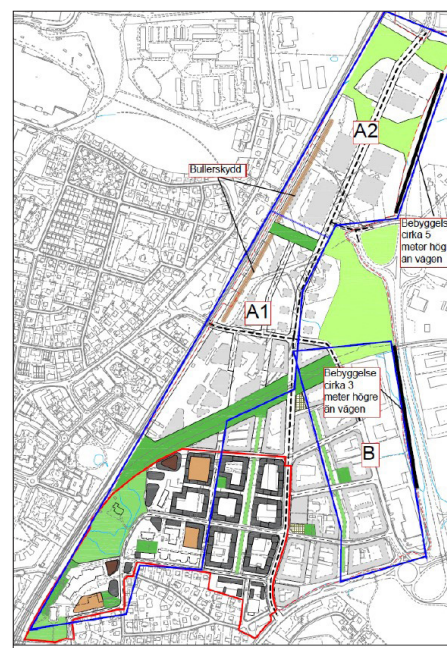 A2
Bullerskydd
Bebyggelse
cirka 5
meter högre
än vägen
A1
Bebyggelse
cirka 3
meter högre
än vägen
B